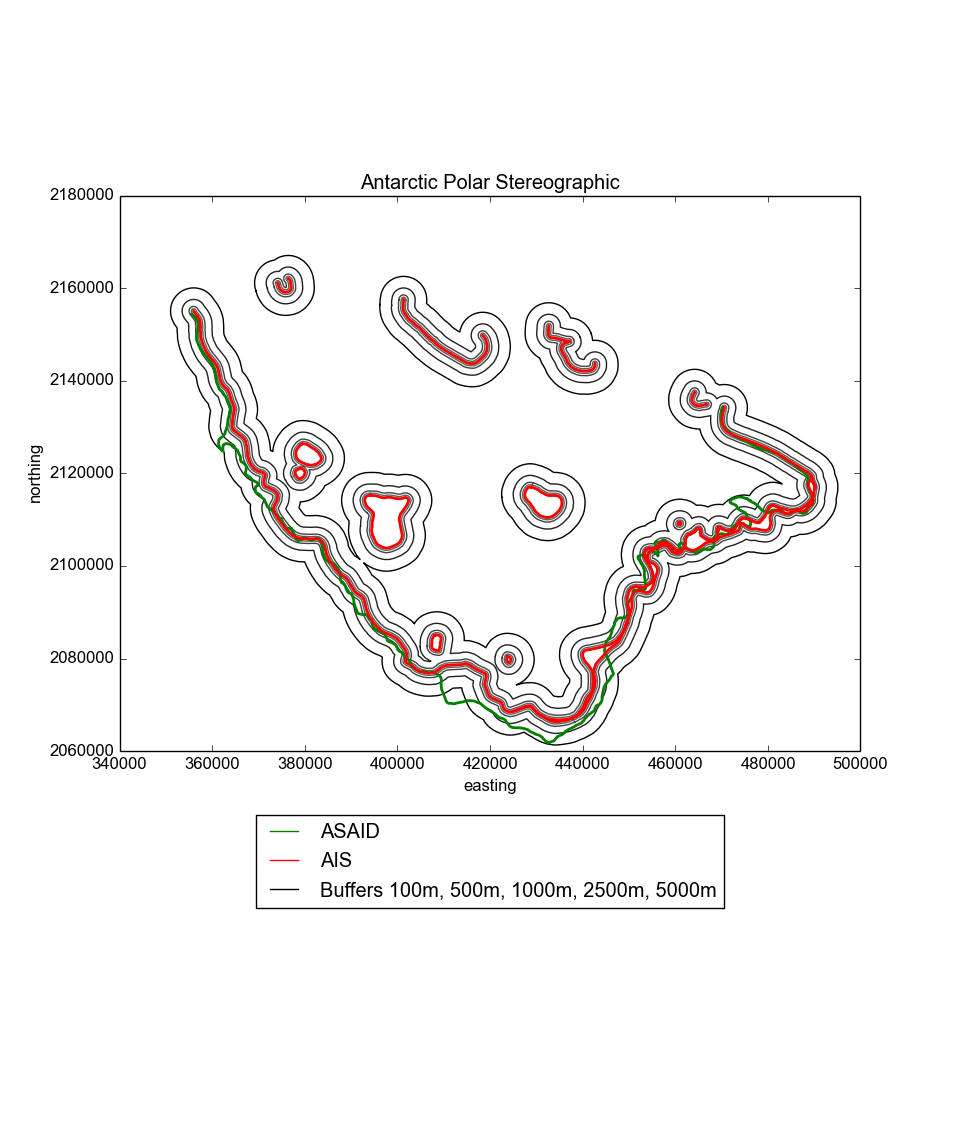 Antarctic Polar Stereographic
2180000
2160000
2140000
2120000
2100000
2080000
2060000
northing
340000 360000 380000 400000 420000 440000 460000 480000 500000
easting
ASAID
AIS
Buffers 100m, 500m, 1000m, 2500m, 5000m